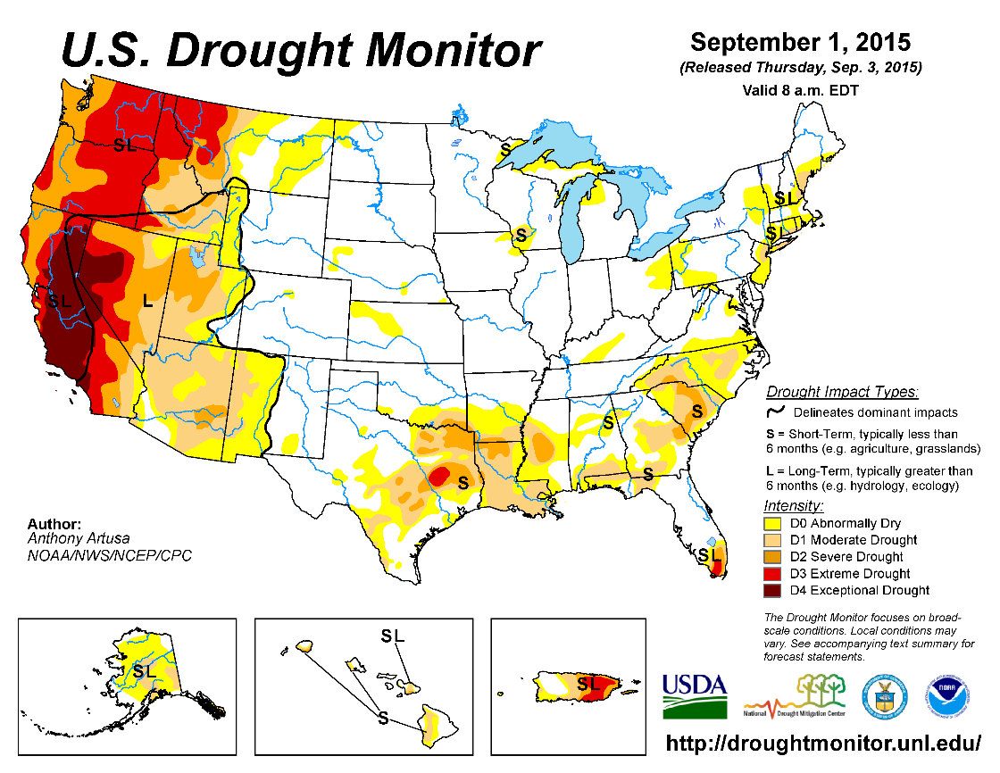 U.S. Drought Monitor
September 1, 2015
(Released Thursday, Sep. 3, 2015)
Valid 8 a.m. EDT
SL
S
SL
S
SL
SL
L
S
S
S
S
SL
Drought Impact Types:
Delineates dominant impacts
S = Short-Term, typically less than
6 months (e.g. agriculture, grasslands)
L = Long-Term, typically greater than
6 months (e.g. hydrology, ecology)
Intensity:
D0 Abnormally Dry
D1 Moderate Drought
D2 Severe Drought
D3 Extreme Drought
D4 Exceptional Drought
Author:
Anthony Artusa
NOAA/NWS/NCEP/CPC
The Drought Monitor focuses on broad-
scale conditions. Local conditions may
vary. See accompanying text summary for
forecast statements.
SL
SL
S
SL
USDA
National Drought Mitigation Center
NOAA
http://droughtmonitor.unl.edu/